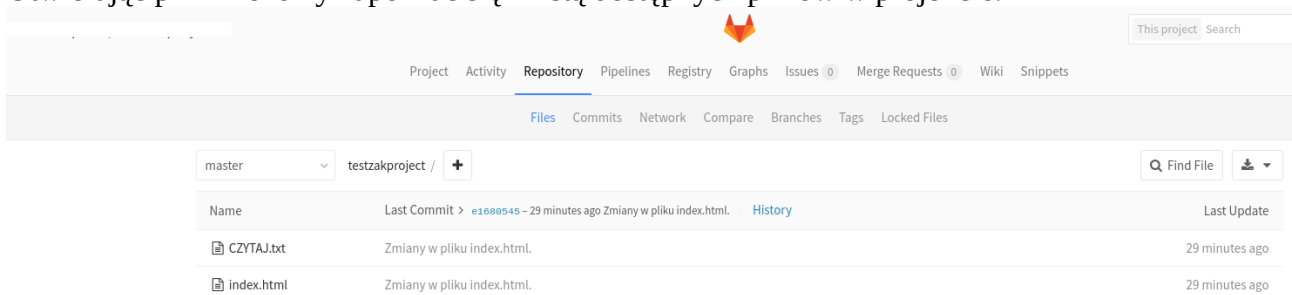 This project Search
Project Activity Repository Pipelines Registry Graphs Issues 0 Merge Requests 0 Wiki Snippets
Files Commits Network Compare Branches Tags Locked Files
master testzakproject / +
Find File
Name Last Commit > e1680545 – 29 minutes ago Zmiany w pliku index.html. History Last Update
CZYTAJ.txt Zmiany w pliku index.html. 29 minutes ago
index.html Zmiany w pliku index.html. 29 minutes ago